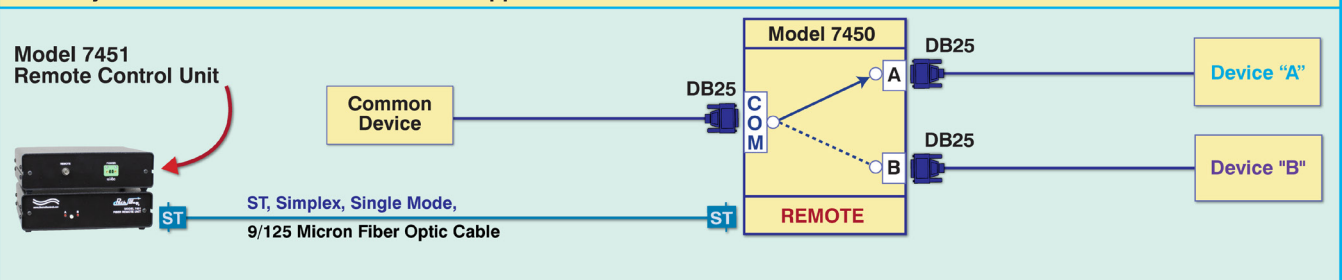 Model 7451
Remote Control Unit
Common
Device
DB25
Model 7450
COM
A
B
REMOTE
DB25
DB25
Device “A”
Device "B"
ST
ST, Simplex, Single Mode,
9/125 Micron Fiber Optic Cable
ST